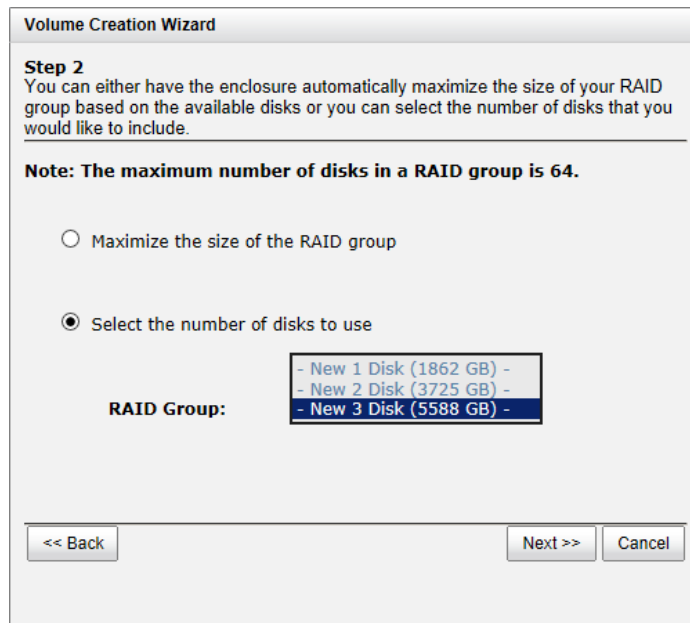 Volume Creation Wizard
Step 2
You can either have the enclosure automatically maximize the size of your RAID
group based on the available disks or you can select the number of disks that you
would like to include.
Note: The maximum number of disks in a RAID group is 64.
Maximize the size of the RAID group
Select the number of disks to use
- New 1 Disk (1862 GB) -
- New 2 Disk (3725 GB) -
RAID Group: - New 3 Disk (5588 GB) -
<< Back Next >> Cancel